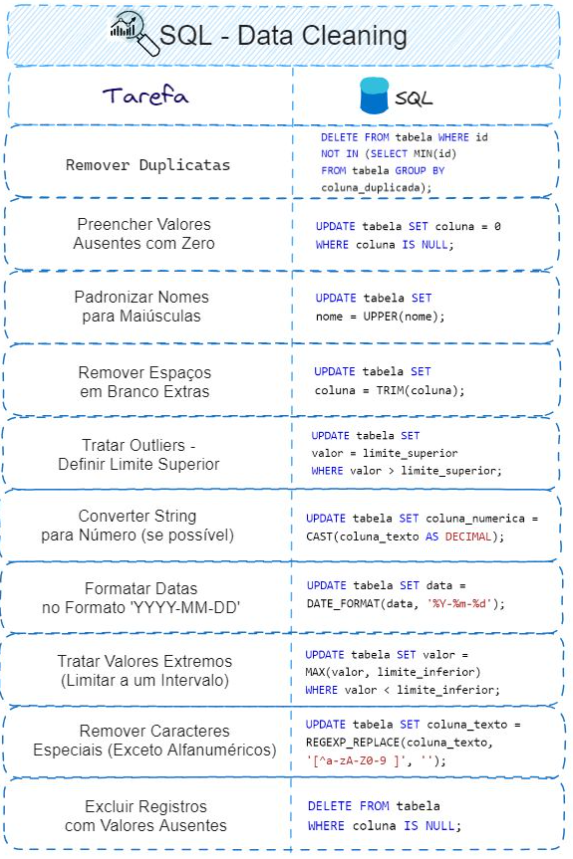 SQL - Data Cleaning
Tarefa
SQL
Remover Duplicatas
DELETE FROM tabela WHERE id
NOT IN (SELECT MIN(id)
FROM tabela GROUP BY
coluna_duplicada);
Preencher Valores
Ausentes com Zero
UPDATE tabela SET coluna = 0
WHERE coluna IS NULL;
Padronizar Nomes
para Maiúsculas
UPDATE tabela SET
nome = UPPER(nome);
Remover Espaços
em Branco Extras
UPDATE tabela SET
coluna = TRIM(coluna);
Tratar Outliers -
Definir Limite Superior
UPDATE tabela SET
valor = limite_superior
WHERE valor > limite_superior;
Converter String
para Número (se possível)
UPDATE tabela SET coluna_numerica =
CAST(coluna_texto AS DECIMAL);
Formatar Datas
no Formato 'YYYY-MM-DD'
UPDATE tabela SET data =
DATE_FORMAT(data, '%Y-%m-%d');
Tratar Valores Extremos
(Limitar a um Intervalo)
UPDATE tabela SET valor =
MAX(valor, limite_inferior)
WHERE valor < limite_inferior;
Remover Caracteres
Especiais (Exceto Alfanuméricos)
UPDATE tabela SET coluna_texto =
REGEXP_REPLACE(coluna_texto,
'[^a-zA-Z0-9 ]', '');
Excluir Registros
com Valores Ausentes
DELETE FROM tabela
WHERE coluna IS NULL;